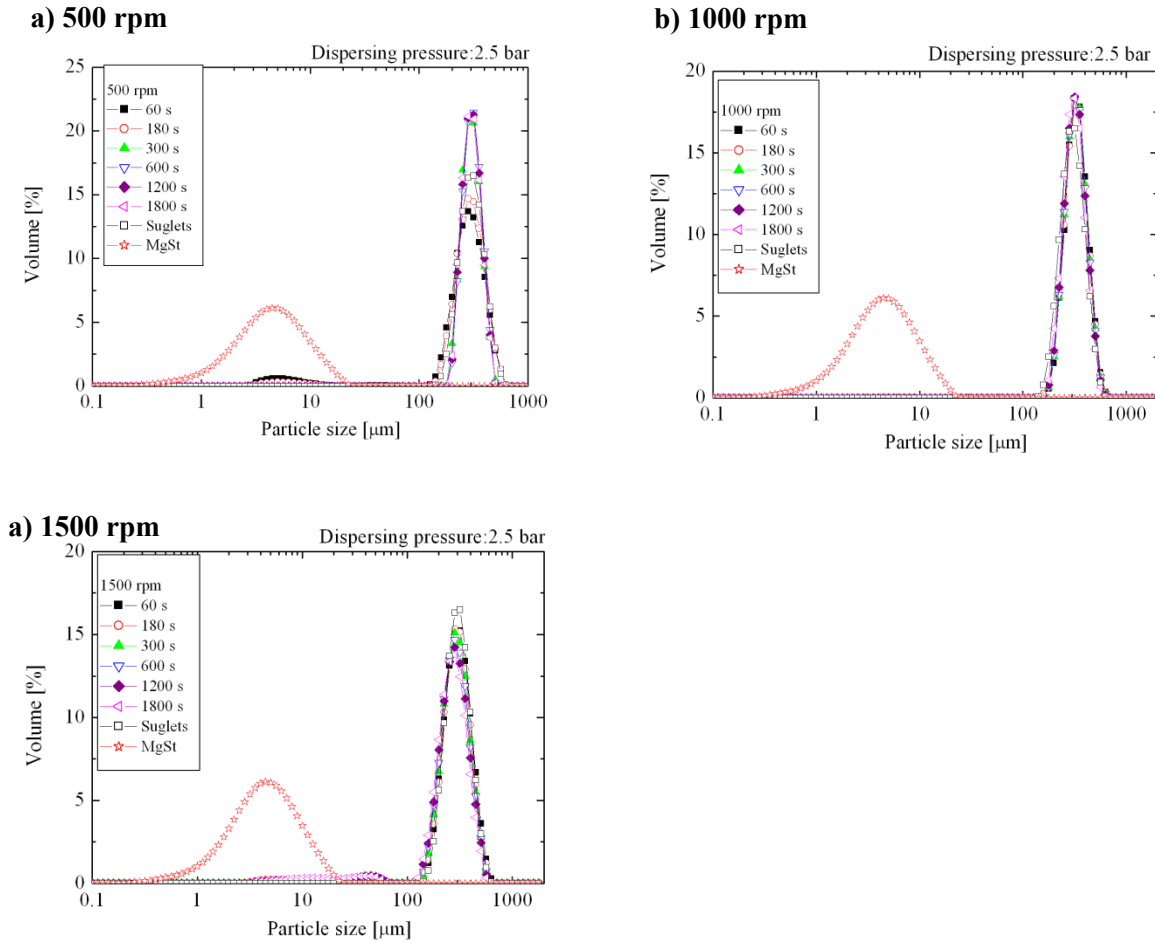 a) 500 rpm
Dispersing pressure:2.5 bar
25
20
15
10
5
0
Volume [%]
500 rpm
60 s
180 s
300 s
600 s
1200 s
1800 s
Suglets
MgSt
0.1 1 10 100 1000
Particle size [μm]
b) 1000 rpm
Dispersing pressure:2.5 bar
20
15
10
5
0
Volume [%]
1000 rpm
60 s
180 s
300 s
600 s
1200 s
1800 s
Suglets
MgSt
0.1 1 10 100 1000
Particle size [μm]
a) 1500 rpm
Dispersing pressure:2.5 bar
20
15
10
5
0
Volume [%]
1500 rpm
60 s
180 s
300 s
600 s
1200 s
1800 s
Suglets
MgSt
0.1 1 10 100 1000
Particle size [μm]